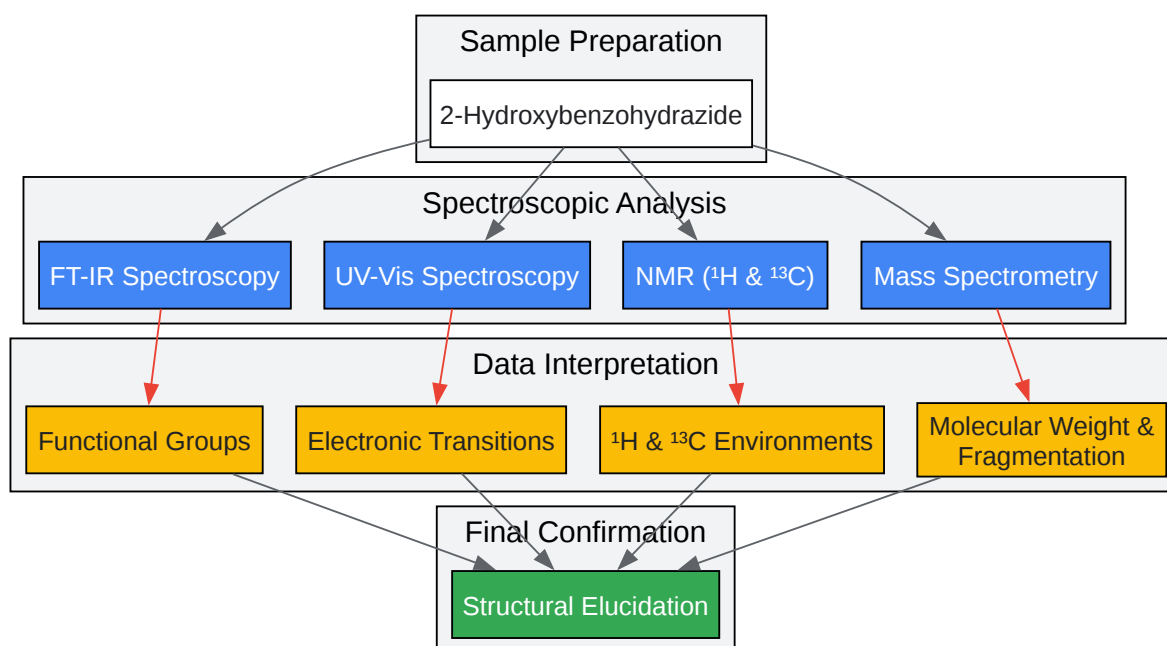 Sample Preparation
2-Hydroxybenzohydrazide
Spectroscopic Analysis
FT-IR Spectroscopy
UV-Vis Spectroscopy
NMR (¹H & ¹³C)
Mass Spectrometry
Data Interpretation
Functional Groups
Electronic Transitions
¹H & ¹³C Environments
Molecular Weight &
Fragmentation
Final Confirmation
Structural Elucidation